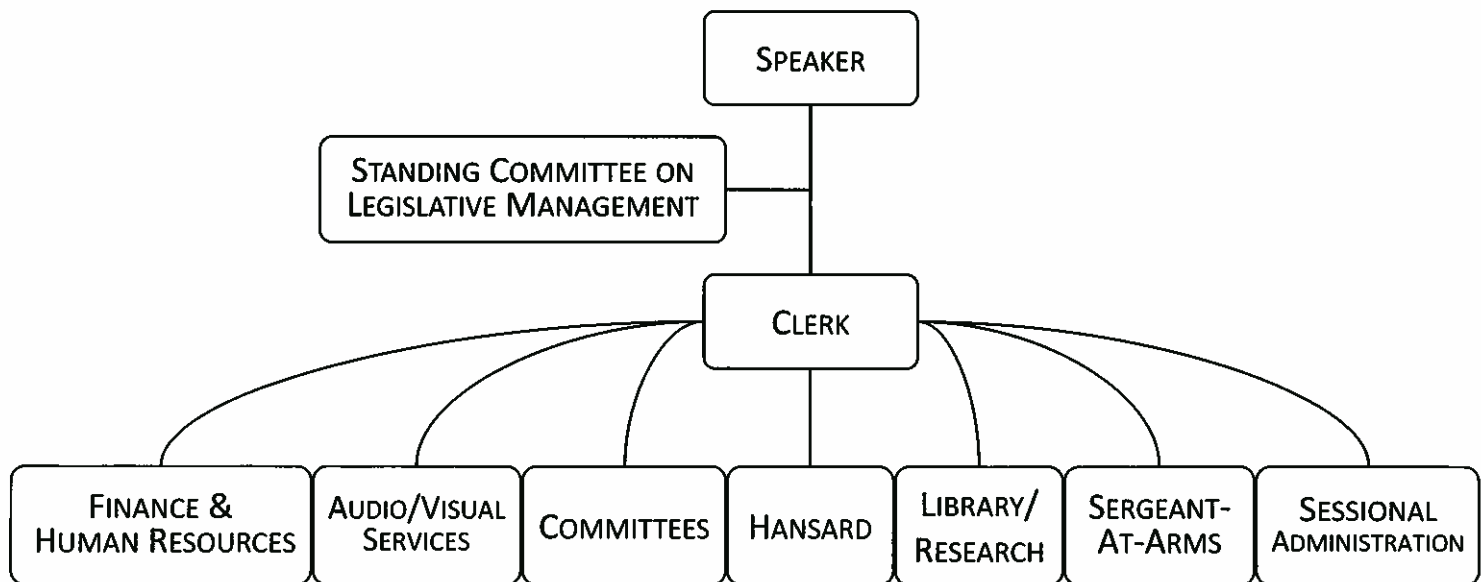 SPEAKER
STANDING COMMITTEE ON
LEGISLATIVE MANAGEMENT
CLERK
FINANCE &
HUMAN RESOURCES
AUDIO/VISUAL
SERVICES
COMMITTEES
HANSARD
LIBRARY/
RESEARCH
SERGEANT-
AT-ARMS
SESSIONAL
ADMINISTRATION